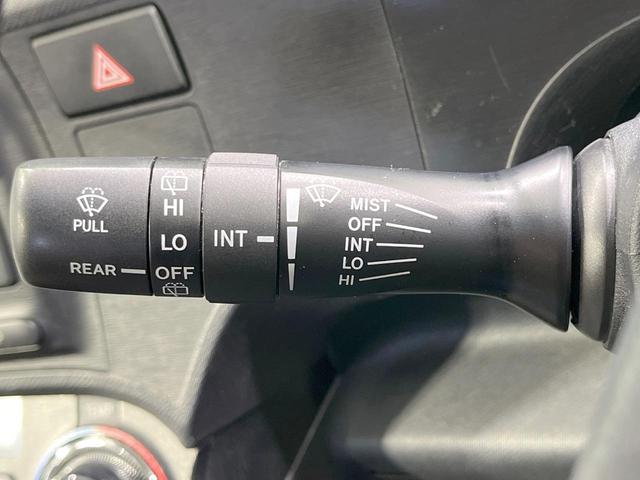 PULL
REAR
HI
LO
OFF
INT
MIST
OFF
INT
LO
HI